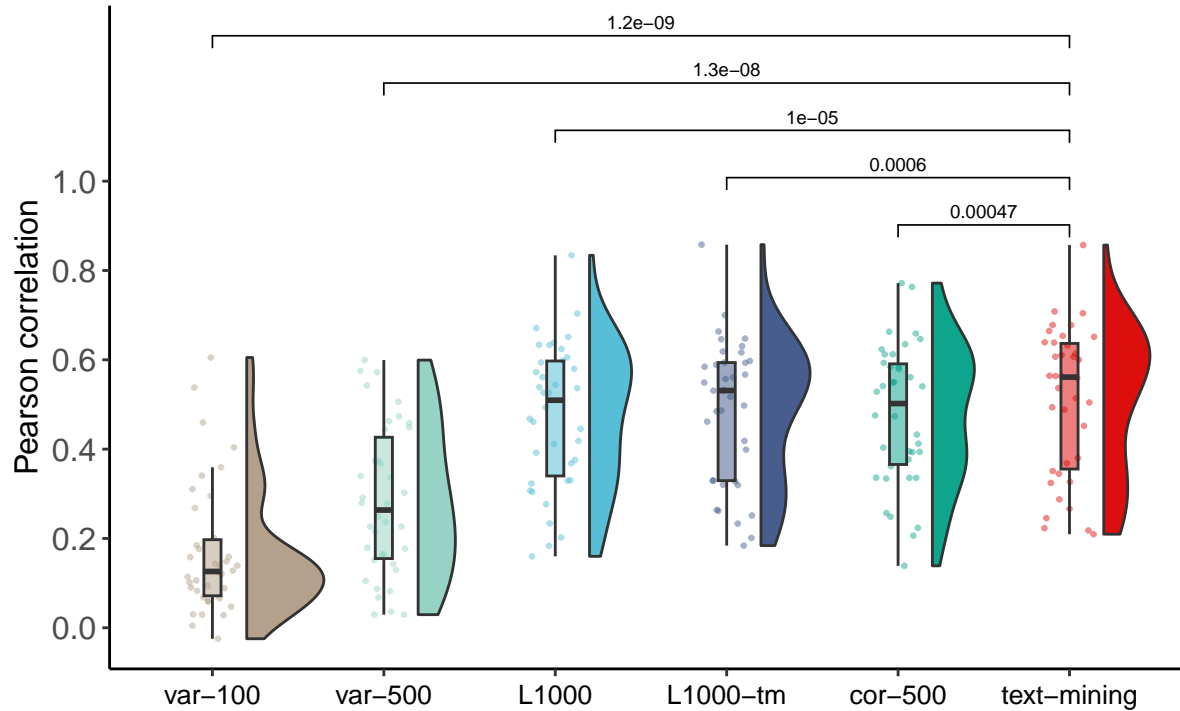 1.2e−09
1.3e−08
1e−05
0.0006
0.00047
Pearson correlation
1.0
0.8
0.6
0.4
0.2
0.0
var−100
var−500
L1000
L1000−tm
cor−500
text−mining